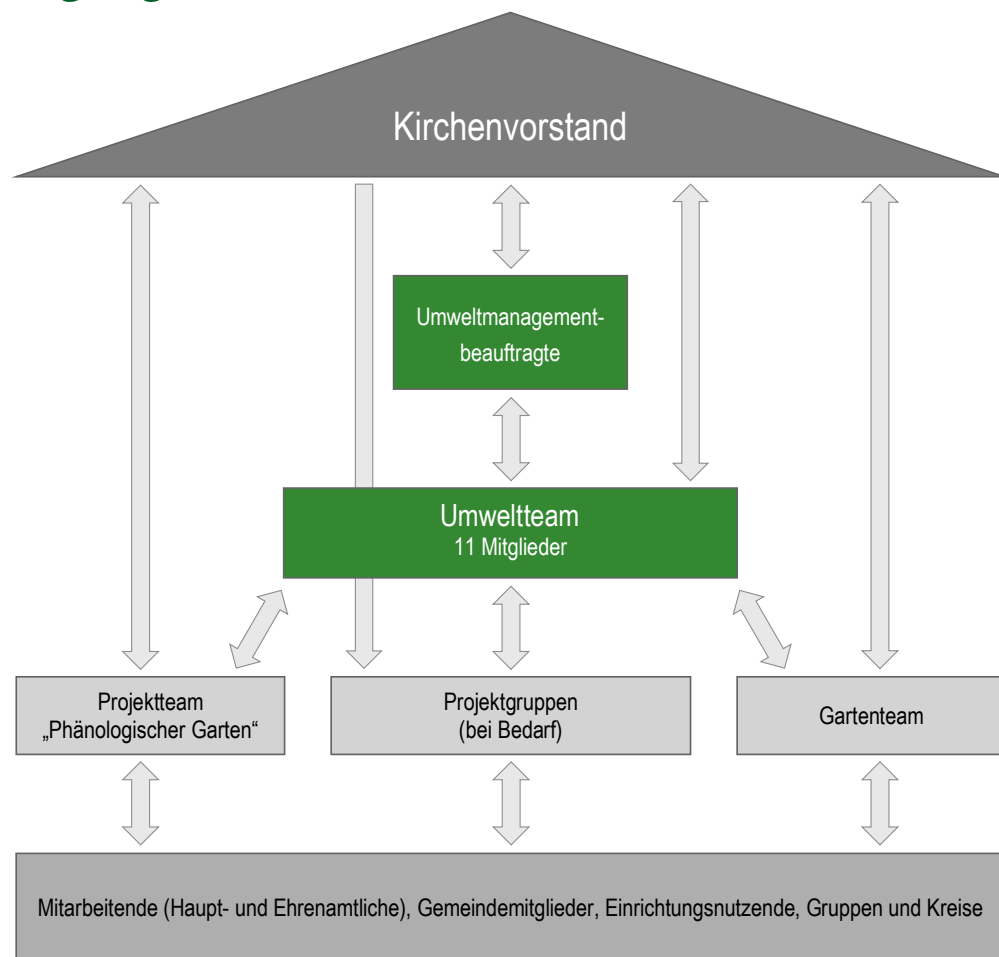 Kirchenvorstand
Umweltmanagement-
beauftragte
Umweltteam
11 Mitglieder
Projektteam
„Phänologischer Garten“
Projektgruppen
(bei Bedarf)
Gartenteam
Mitarbeitende (Haupt- und Ehrenamtliche), Gemeindemitglieder, Einrichtungsnutzende, Gruppen und Kreise